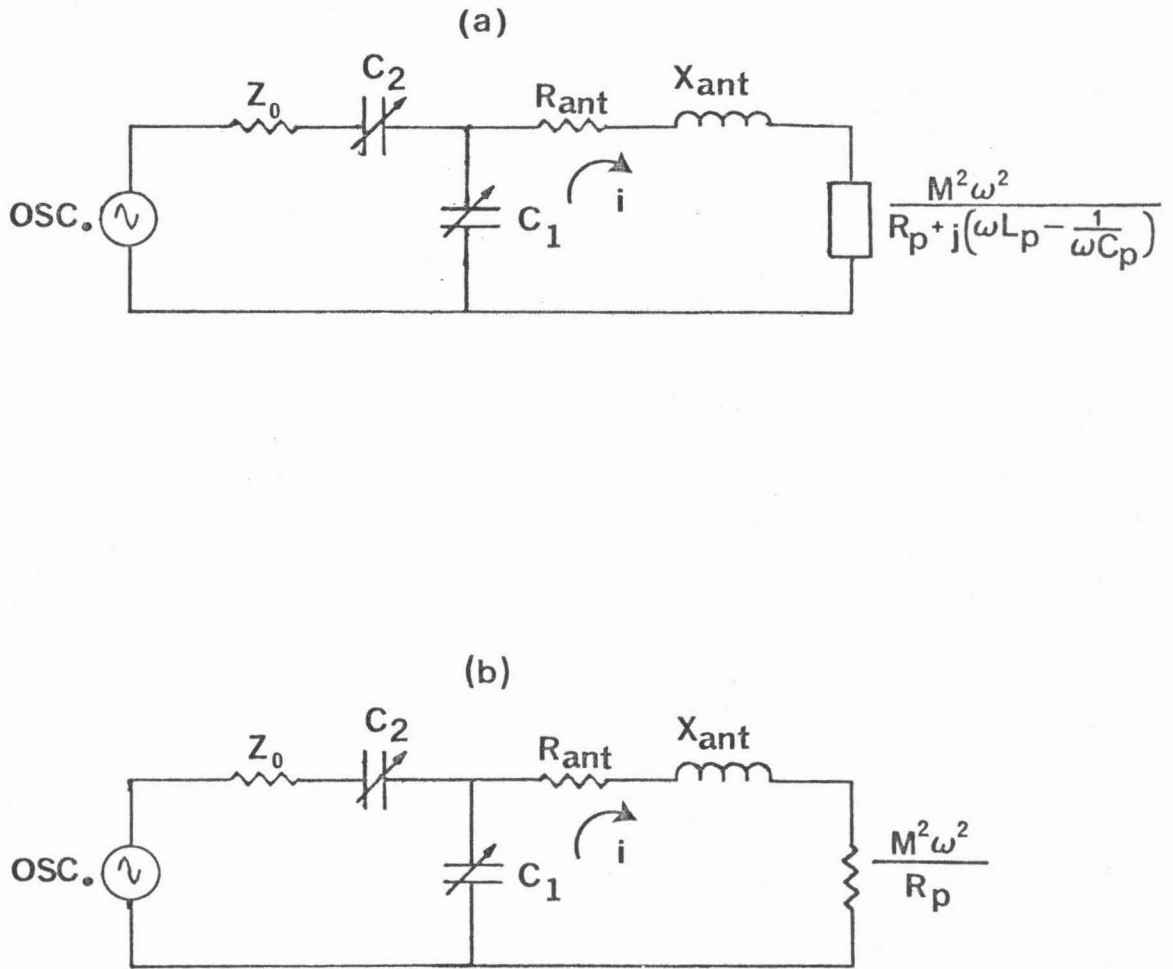 (a)
Z₀ C₂ R_ant X_ant
OSC.
C₁ i
M²ω² / (R_p + j(ωL_p − 1/(ωC_p)))
(b)
Z₀ C₂ R_ant X_ant
OSC.
C₁ i
M²ω² / R_p